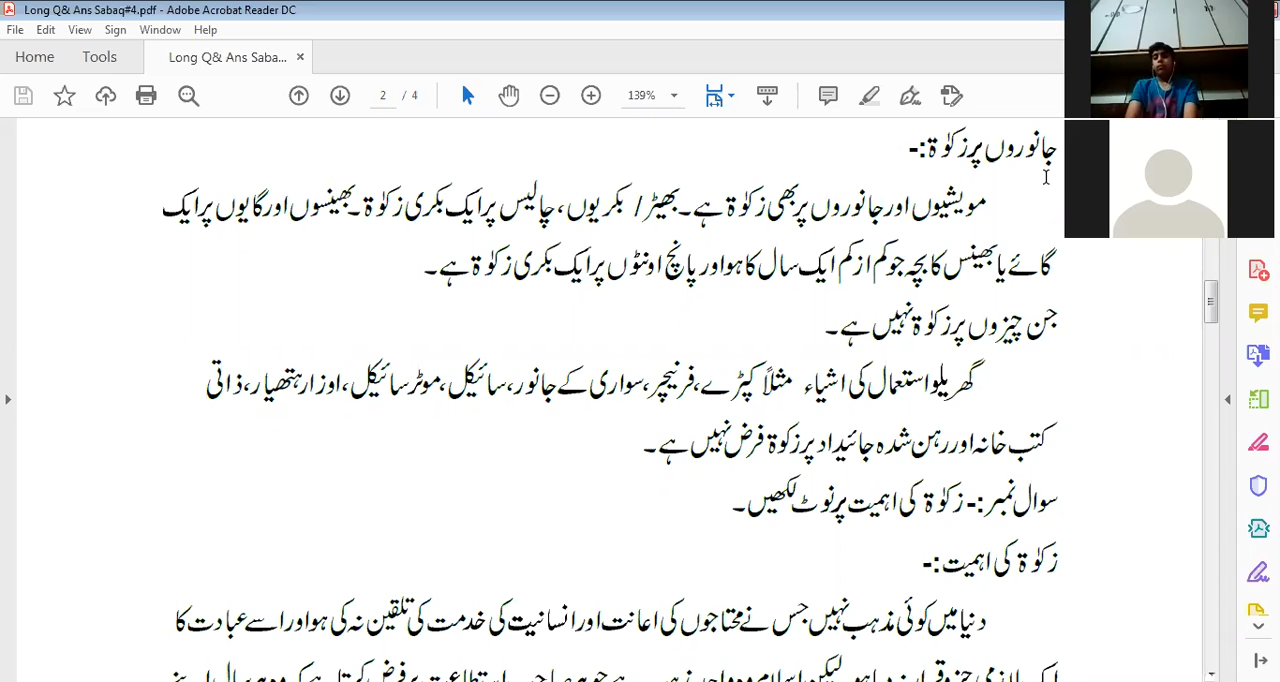 Long Q& Ans Sabaq#4.pdf - Adobe Acrobat Reader DC
File Edit View Sign Window Help
Home Tools Long Q& Ans Saba... ×
2 / 4 139%
جانوروں پر زکوٰۃ:-
مویشیوں اور جانوروں پر بھی زکوٰۃ ہے۔ بھیڑ/ بکریوں، چالیس پر ایک بکری زکوٰۃ۔ بھینسوں اور گایوں پر ایک
گائے یا بھینس کا بچہ جو کم از کم ایک سال کا ہو اور پانچ اونٹوں پر ایک بکری زکوٰۃ ہے۔
جن چیزوں پر زکوٰۃ نہیں ہے۔
گھریلو استعمال کی اشیاء مثلاً کپڑے، فرنیچر، سواری کے جانور، سائیکل، موٹر سائیکل، اوزار ہتھیار، ذاتی
کتب خانہ اور رہن شدہ جائیداد پر زکوۃ فرض نہیں ہے۔
سوال نمبر:- زکوٰۃ کی اہمیت پر نوٹ لکھیں۔
زکوٰۃ کی اہمیت:-
دنیا میں کوئی مذہب نہیں جس نے محتاجوں کی اعانت اور انسانیت کی خدمت کی تلقین نہ کی ہو اور اسے عبادت کا